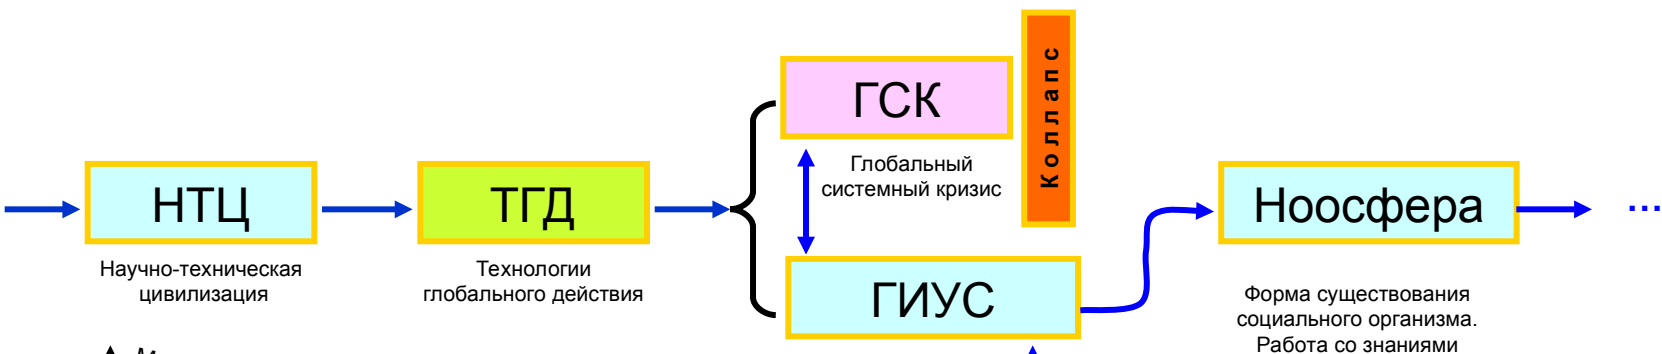 НТЦ
Научно-техническая
цивилизация
ТГД
Технологии
глобального действия
ГСК
Глобальный
системный кризис
Коллапс
ГИУС
Ноосфера
Форма существования
социального организма.
Работа со знаниями
...